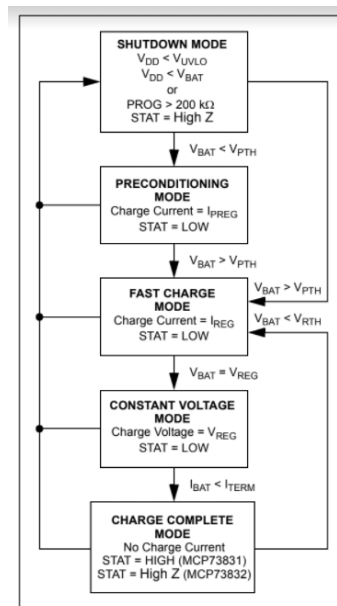 SHUTDOWN MODE
VDD < VUVLO
VDD < VBAT
or
PROG > 200 kΩ
STAT = High Z
VBAT < VPTH
PRECONDITIONING
MODE
Charge Current = IPREG
STAT = LOW
VBAT > VPTH
FAST CHARGE
MODE
Charge Current = IREG
STAT = LOW
VBAT > VPTH
VBAT < VRTH
VBAT = VREG
CONSTANT VOLTAGE
MODE
Charge Voltage = VREG
STAT = LOW
IBAT < ITERM
CHARGE COMPLETE
MODE
No Charge Current
STAT = HIGH (MCP73831)
STAT = High Z (MCP73832)